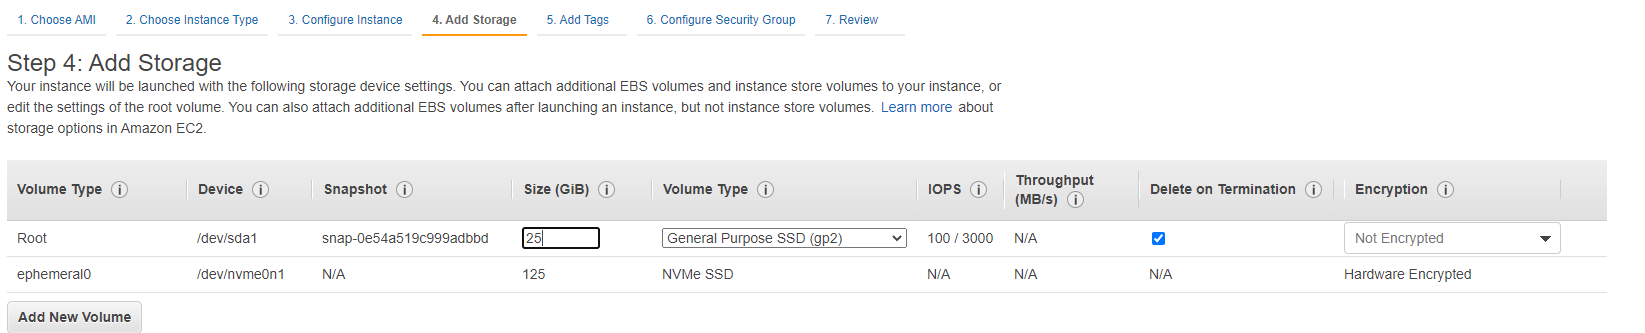 1. Choose AMI 2. Choose Instance Type 3. Configure Instance 4. Add Storage 5. Add Tags 6. Configure Security Group 7. Review
Step 4: Add Storage
Your instance will be launched with the following storage device settings. You can attach additional EBS volumes and instance store volumes to your instance, or
edit the settings of the root volume. You can also attach additional EBS volumes after launching an instance, but not instance store volumes. Learn more about
storage options in Amazon EC2.
Volume Type i Device i Snapshot i Size (GiB) i Volume Type i IOPS i Throughput (MB/s) i Delete on Termination i Encryption i
Root /dev/sda1 snap-0e54a519c999adbbd 25 General Purpose SSD (gp2) 100 / 3000 N/A Not Encrypted
ephemeral0 /dev/nvme0n1 N/A 125 NVMe SSD N/A N/A N/A Hardware Encrypted
Add New Volume